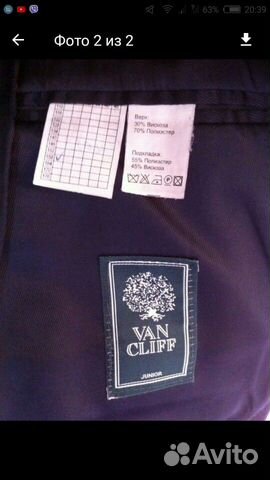 63% 20:39
Фото 2 из 2
Верх:
30% Вискоза
70% Полиэстер
Подкладка:
55% Полиэстер
45% Вискоза
VAN
CLIFF
JUNIOR
Avito